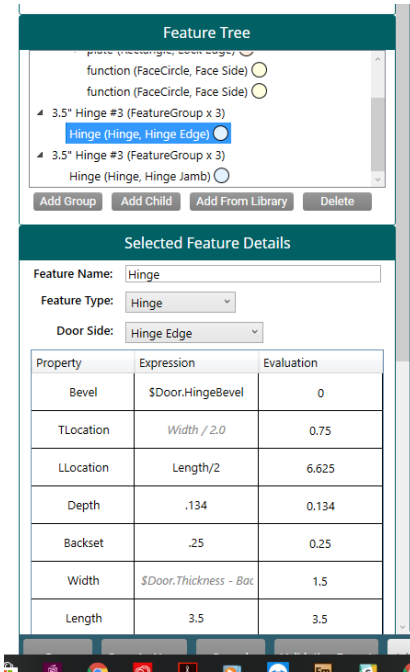 Feature Tree
plate (Rectangle, Lock Edge)
function (FaceCircle, Face Side)
function (FaceCircle, Face Side)
3.5" Hinge #3 (FeatureGroup x 3)
Hinge (Hinge, Hinge Edge)
3.5" Hinge #3 (FeatureGroup x 3)
Hinge (Hinge, Hinge Jamb)
Add Group Add Child Add From Library Delete
Selected Feature Details
Feature Name: Hinge
Feature Type: Hinge
Door Side: Hinge Edge
Property Expression Evaluation
Bevel $Door.HingeBevel 0
TLocation Width / 2.0 0.75
LLocation Length/2 6.625
Depth .134 0.134
Backset .25 0.25
Width $Door.Thickness - Bac 1.5
Length 3.5 3.5